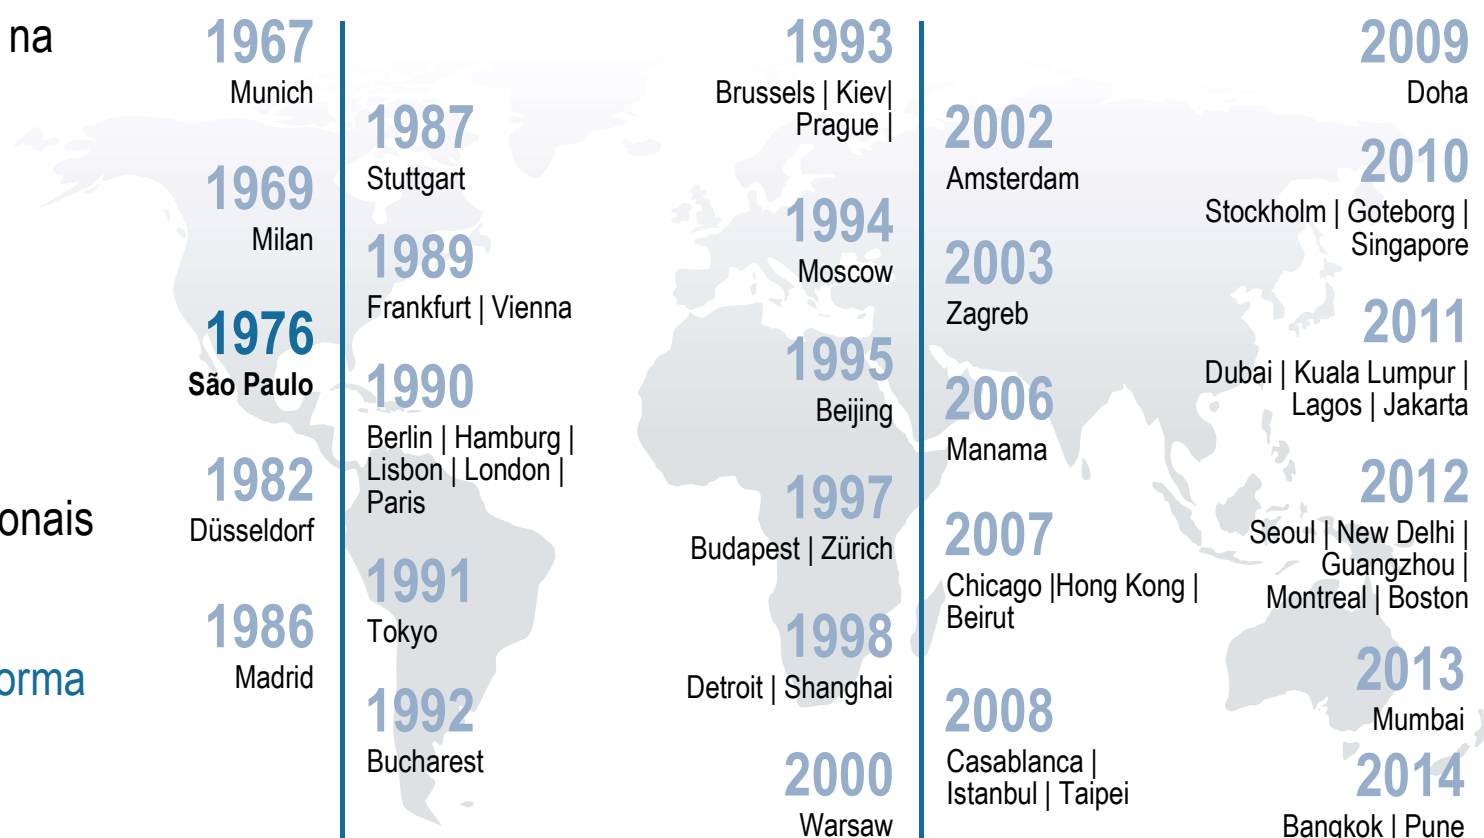 na
onais
orma
1967
Munich
1969
Milan
1976
São Paulo
1982
Düsseldorf
1986
Madrid
1987
Stuttgart
1989
Frankfurt | Vienna
1990
Berlin | Hamburg |
Lisbon | London |
Paris
1991
Tokyo
1992
Bucharest
1993
Brussels | Kiev|
Prague |
1994
Moscow
1995
Beijing
1997
Budapest | Zürich
1998
Detroit | Shanghai
2000
Warsaw
2002
Amsterdam
2003
Zagreb
2006
Manama
2007
Chicago |Hong Kong |
Beirut
2008
Casablanca |
Istanbul | Taipei
2009
Doha
2010
Stockholm | Goteborg |
Singapore
2011
Dubai | Kuala Lumpur |
Lagos | Jakarta
2012
Seoul | New Delhi |
Guangzhou |
Montreal | Boston
2013
Mumbai
2014
Bangkok | Pune